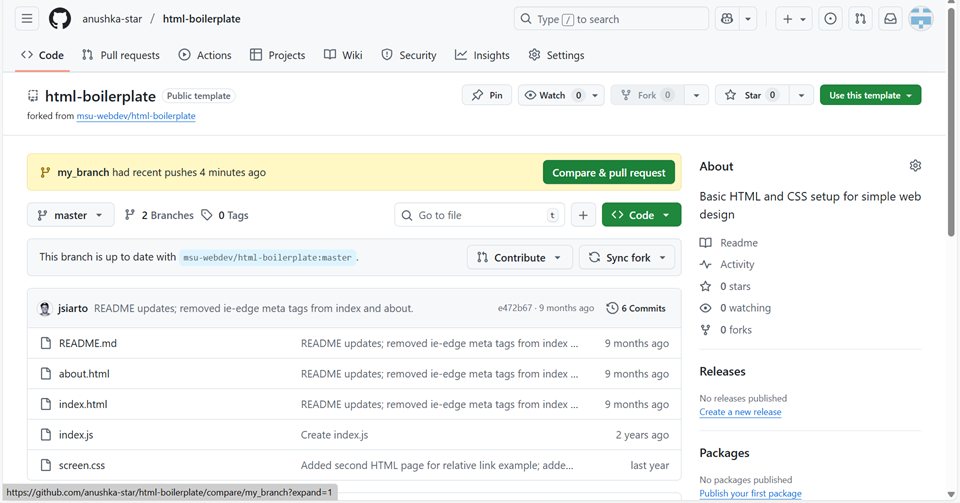 anushka-star / html-boilerplate
Type / to search
Code Pull requests Actions Projects Wiki Security Insights Settings
html-boilerplate Public template
Pin Watch 0 Fork 0 Star 0 Use this template
forked from msu-webdev/html-boilerplate
my_branch had recent pushes 4 minutes ago Compare & pull request
master 2 Branches 0 Tags Go to file t Code
This branch is up to date with msu-webdev/html-boilerplate:master. Contribute Sync fork
jsiarto README updates; removed ie-edge meta tags from index and about. e472b67 · 9 months ago 6 Commits
README.md README updates; removed ie-edge meta tags from index ... 9 months ago
about.html README updates; removed ie-edge meta tags from index ... 9 months ago
index.html README updates; removed ie-edge meta tags from index ... 9 months ago
index.js Create index.js 2 years ago
screen.css Added second HTML page for relative link example; adde... last year
About
Basic HTML and CSS setup for simple web
design
Readme
Activity
0 stars
0 watching
0 forks
Releases
No releases published
Create a new release
Packages
No packages published
Publish your first package
https://github.com/anushka-star/html-boilerplate/compare/my_branch?expand=1